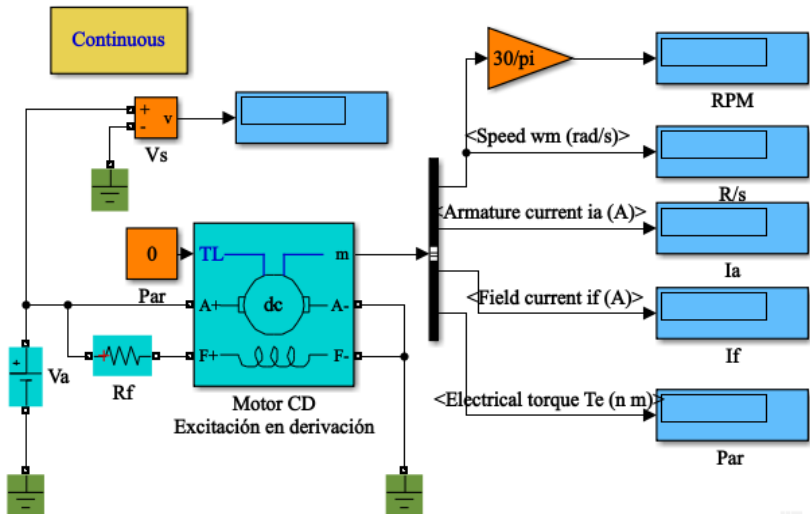 Continuous
30/pi
RPM
+
-
v
Vs
<Speed wm (rad/s)>
R/s
<Armature current ia (A)>
Ia
0
Par
TL
m
A+
dc
A-
F+
F-
<Field current if (A)>
If
+
Va
+
Rf
Motor CD
Excitación en derivación
<Electrical torque Te (n m)>
Par